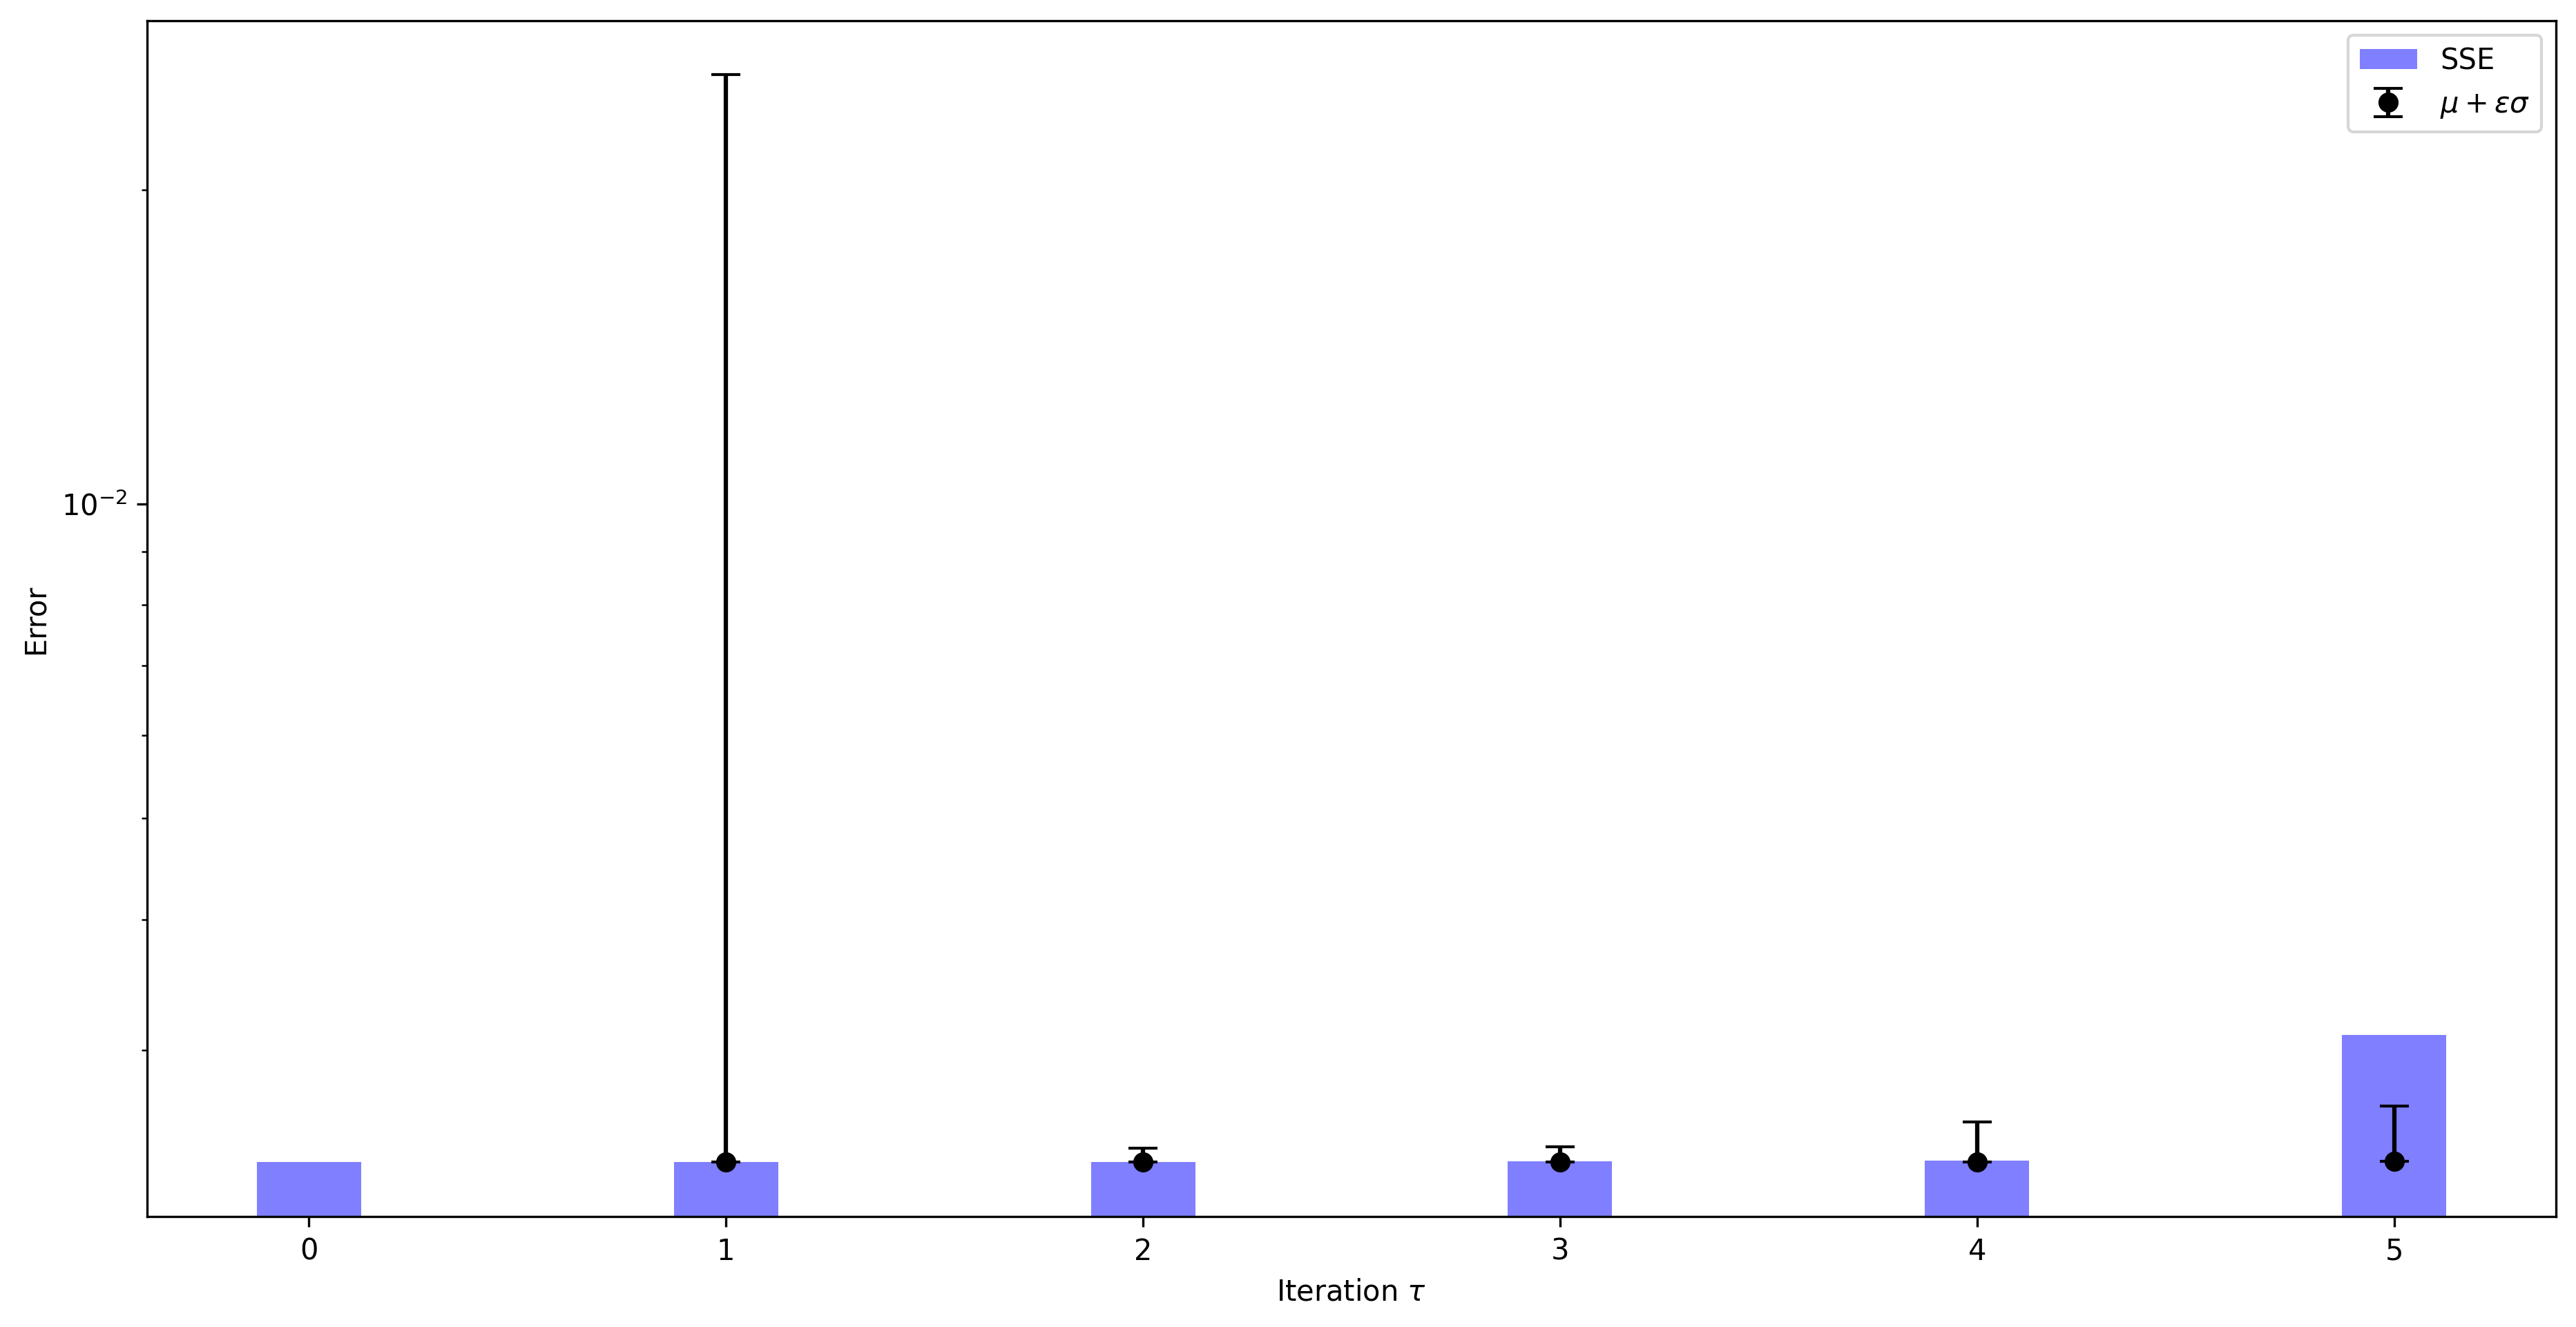 SSE
μ + εσ
10⁻²
Error
0 1 2 3 4 5
Iteration τ